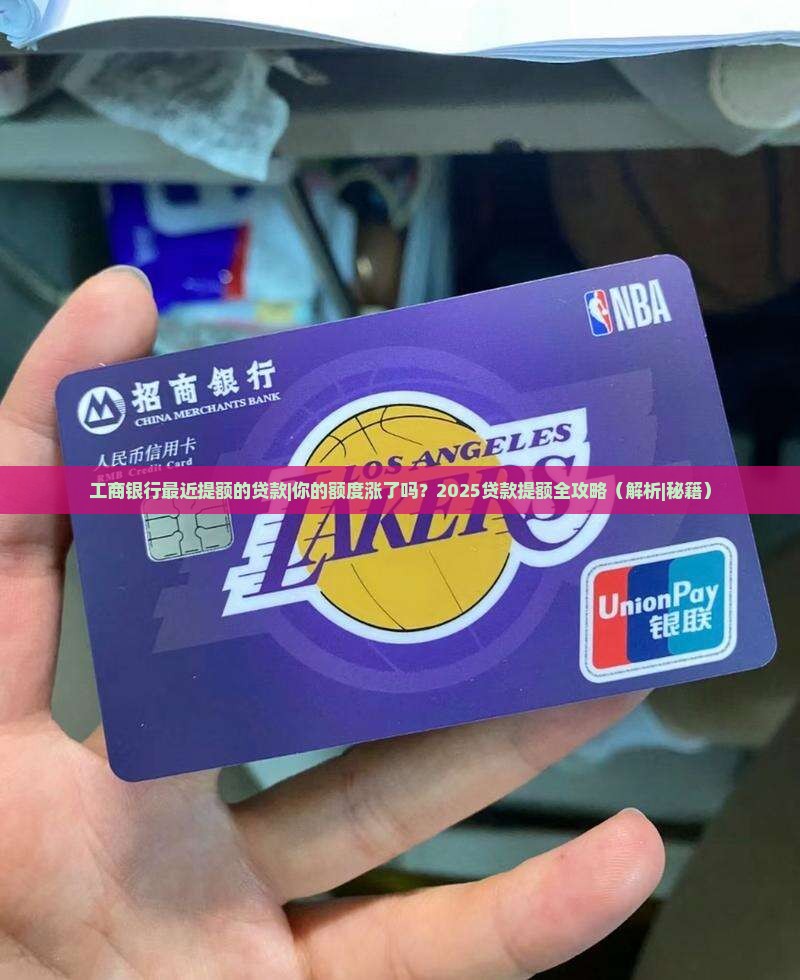 NBA
招商銀行
CHINA MERCHANTS BANK
人民币信用卡
RMB Credit Card
LOS ANGELES
LAKERS
工商银行最近提额的贷款|你的额度涨了吗？2025贷款提额全攻略（解析|秘籍）
UnionPay
银联